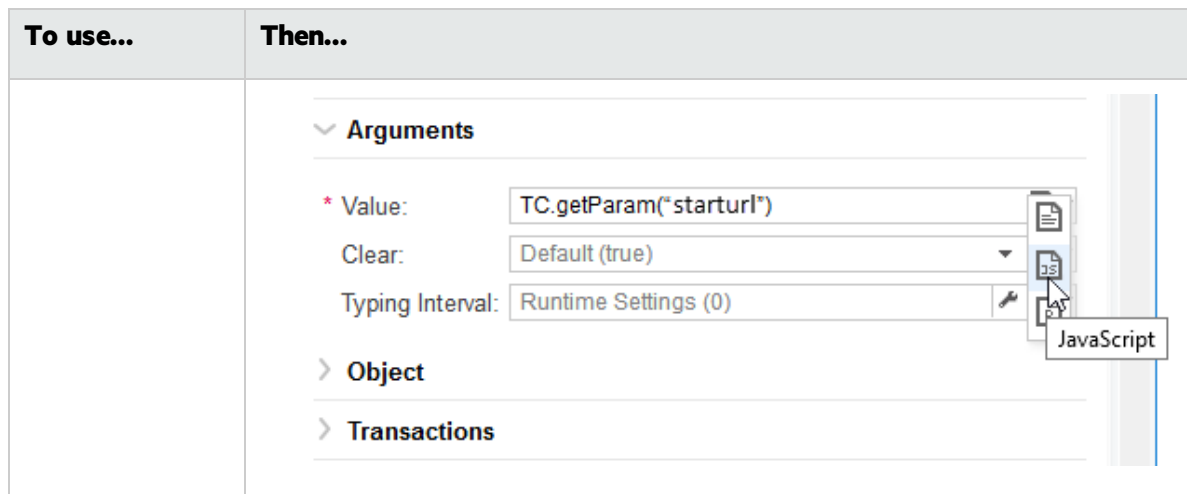 To use... Then...
Arguments
* Value: TC.getParam(“starturl”)
Clear: Default (true)
JS
Typing Interval: Runtime Settings (0)
JavaScript
Object
Transactions